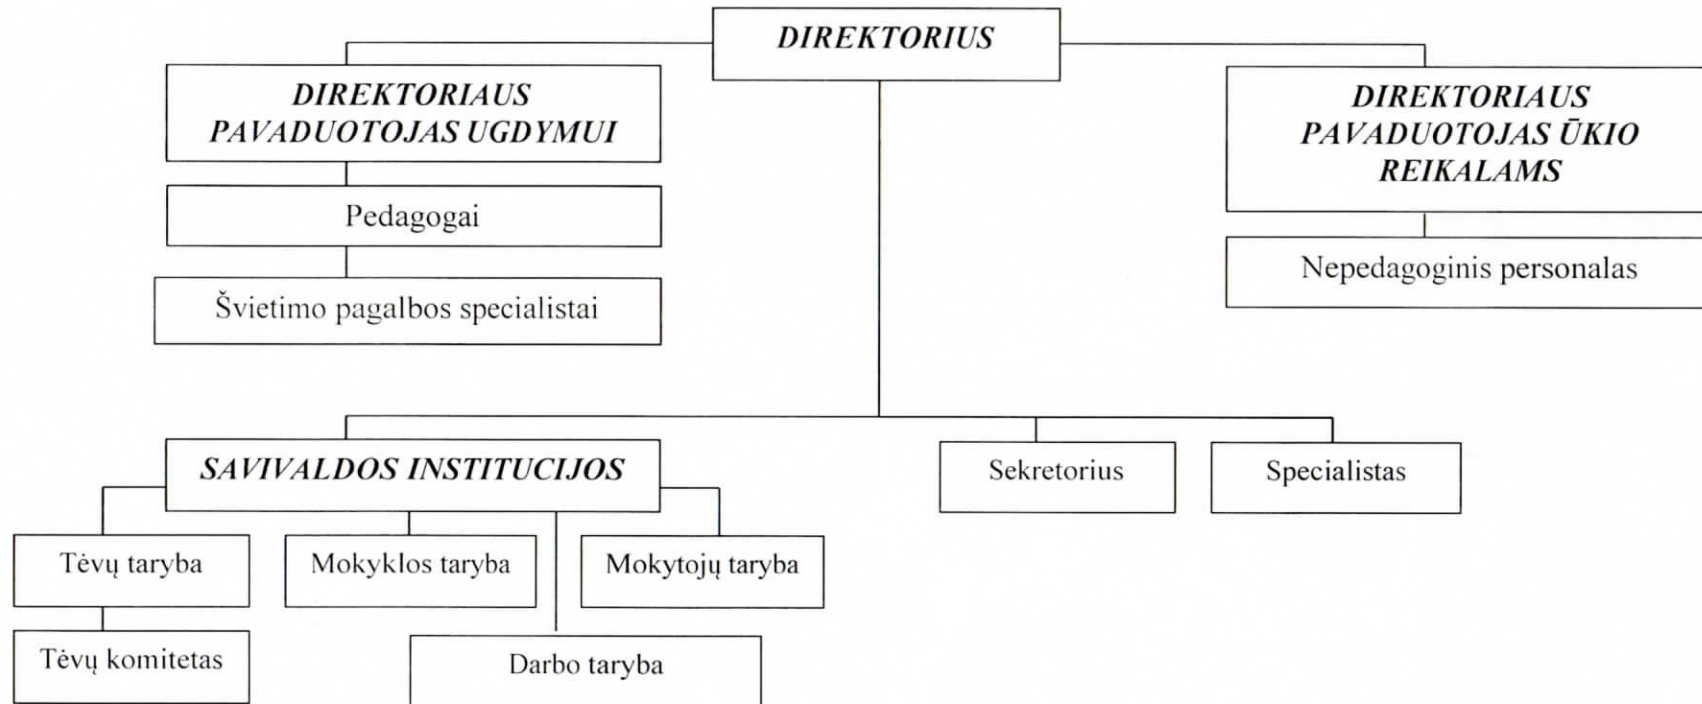 DIREKTORIUS
DIREKTORIAUS
PAVADUOTOJAS UGDYMUI
DIREKTORIAUS
PAVADUOTOJAS ŪKIO
REIKALAMS
Pedagogai
Nepedagoginis personalas
Švietimo pagalbos specialistai
SAVIVALDOS INSTITUCIJOS
Sekretorius
Specialistas
Tėvų taryba
Mokyklos taryba
Mokytojų taryba
Tėvų komitetas
Darbo taryba